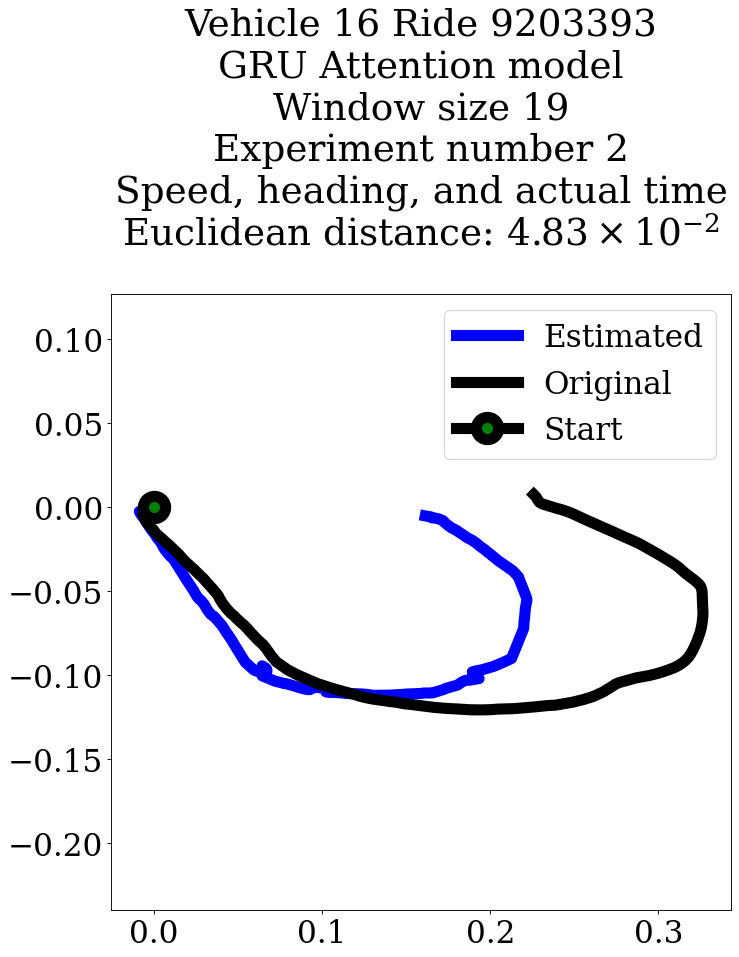 Vehicle 16 Ride 9203393
GRU Attention model
Window size 19
Experiment number 2
Speed, heading, and actual time
Euclidean distance: 4.83 × 10⁻²
Estimated
Original
Start
0.10
0.05
0.00
−0.05
−0.10
−0.15
−0.20
0.0 0.1 0.2 0.3